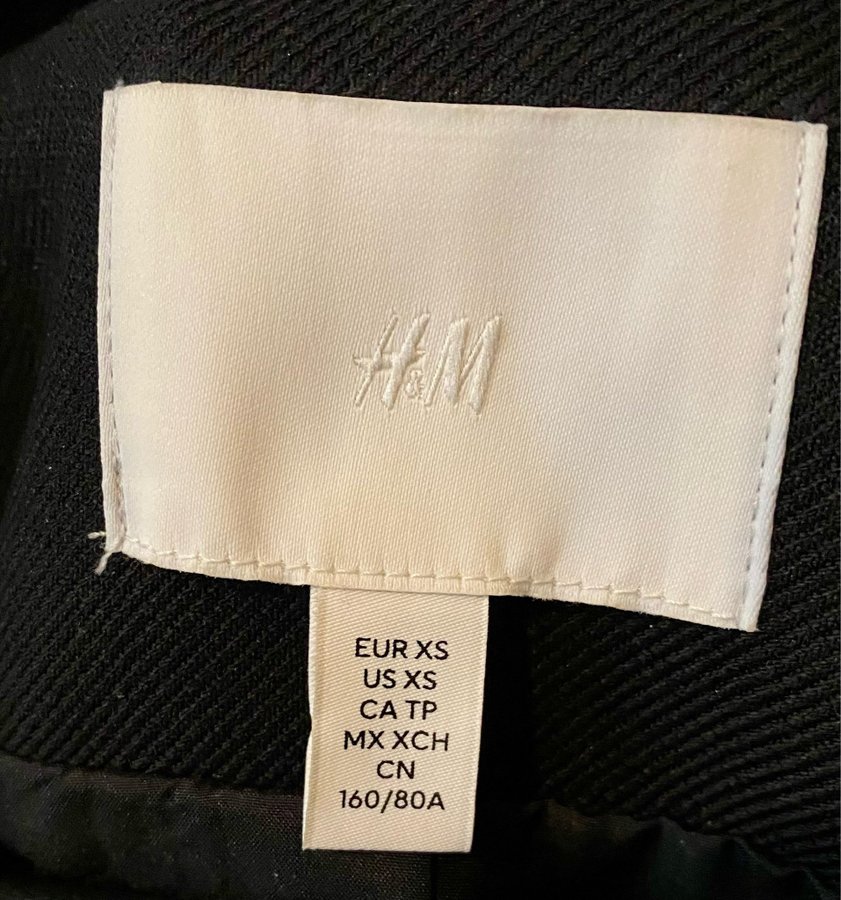 H&M
EUR XS
US XS
CA TP
MX XCH
CN
160/80A